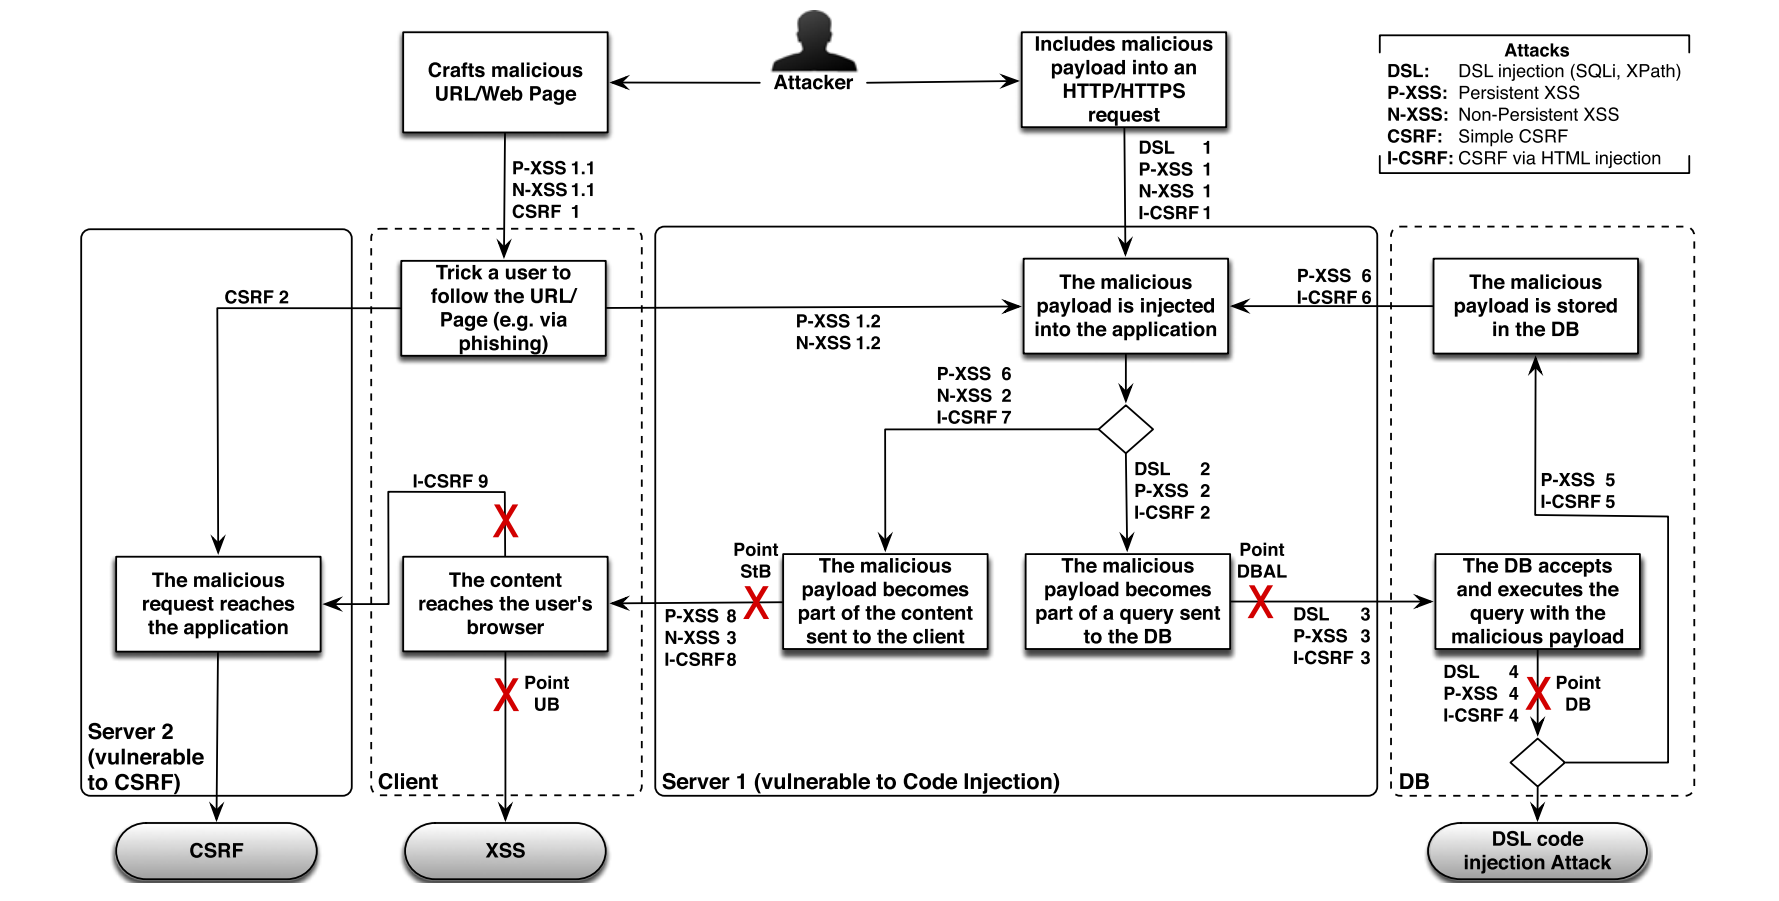 Crafts malicious
URL/Web Page
Attacker
Includes malicious
payload into an
HTTP/HTTPS
request
Attacks
DSL: DSL injection (SQLi, XPath)
P-XSS: Persistent XSS
N-XSS: Non-Persistent XSS
CSRF: Simple CSRF
I-CSRF: CSRF via HTML injection
P-XSS 1.1
N-XSS 1.1
CSRF 1
DSL 1
P-XSS 1
N-XSS 1
I-CSRF 1
CSRF 2
Trick a user to
follow the URL/
Page (e.g. via
phishing)
P-XSS 1.2
N-XSS 1.2
The malicious
payload is injected
into the application
P-XSS 6
I-CSRF 6
The malicious
payload is stored
in the DB
P-XSS 6
N-XSS 2
I-CSRF 7
DSL 2
P-XSS 2
I-CSRF 2
P-XSS 5
I-CSRF 5
I-CSRF 9
X
The malicious
request reaches
the application
The content
reaches the user's
browser
Point
StB
X
P-XSS 8
N-XSS 3
I-CSRF 8
The malicious
payload becomes
part of the content
sent to the client
The malicious
payload becomes
part of a query sent
to the DB
Point
DBAL
X
DSL 3
P-XSS 3
I-CSRF 3
The DB accepts
and executes the
query with the
malicious payload
DSL 4
P-XSS 4
I-CSRF 4
X
Point
DB
X
Point
UB
Server 2
(vulnerable
to CSRF)
Client
Server 1 (vulnerable to Code Injection)
DB
CSRF
XSS
DSL code
injection Attack